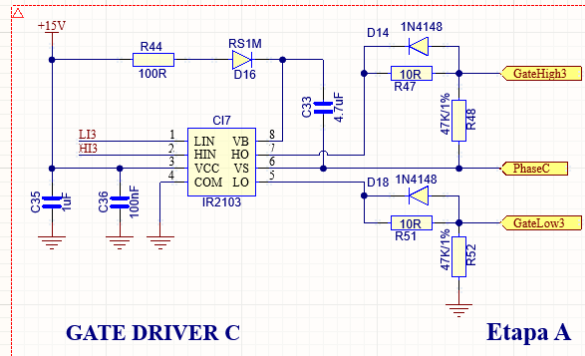 +15V
R44
100R
RS1M
D16
D14
1N4148
10R
R47
GateHigh3
C33
4.7uF
47K/1%
R48
CI7
LI3
1
LIN
VB
8
HI3
2
HIN
HO
7
3
VCC
VS
6
PhaseC
4
COM
LO
5
IR2103
C35
1uF
C36
100nF
D18
1N4148
10R
R51
GateLow3
47K/1%
R52
GATE DRIVER C
Etapa A